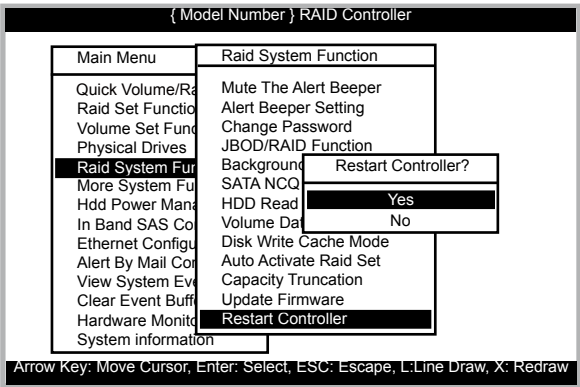 { Model Number } RAID Controller
Main Menu
Quick Volume/Ra
Raid Set Functio
Volume Set Fund
Physical Drives
Raid System Fur
More System Fu
Hdd Power Mana
In Band SAS Co
Ethernet Configu
Alert By Mail Con
View System Eve
Clear Event Buff
Hardware Monito
System information
Raid System Function
Mute The Alert Beeper
Alert Beeper Setting
Change Password
JBOD/RAID Function
Background
SATA NCQ
HDD Read
Volume Dat
Disk Write Cache Mode
Auto Activate Raid Set
Capacity Truncation
Update Firmware
Restart Controller
Restart Controller?
Yes
No
Arrow Key: Move Cursor, Enter: Select, ESC: Escape, L:Line Draw, X: Redraw